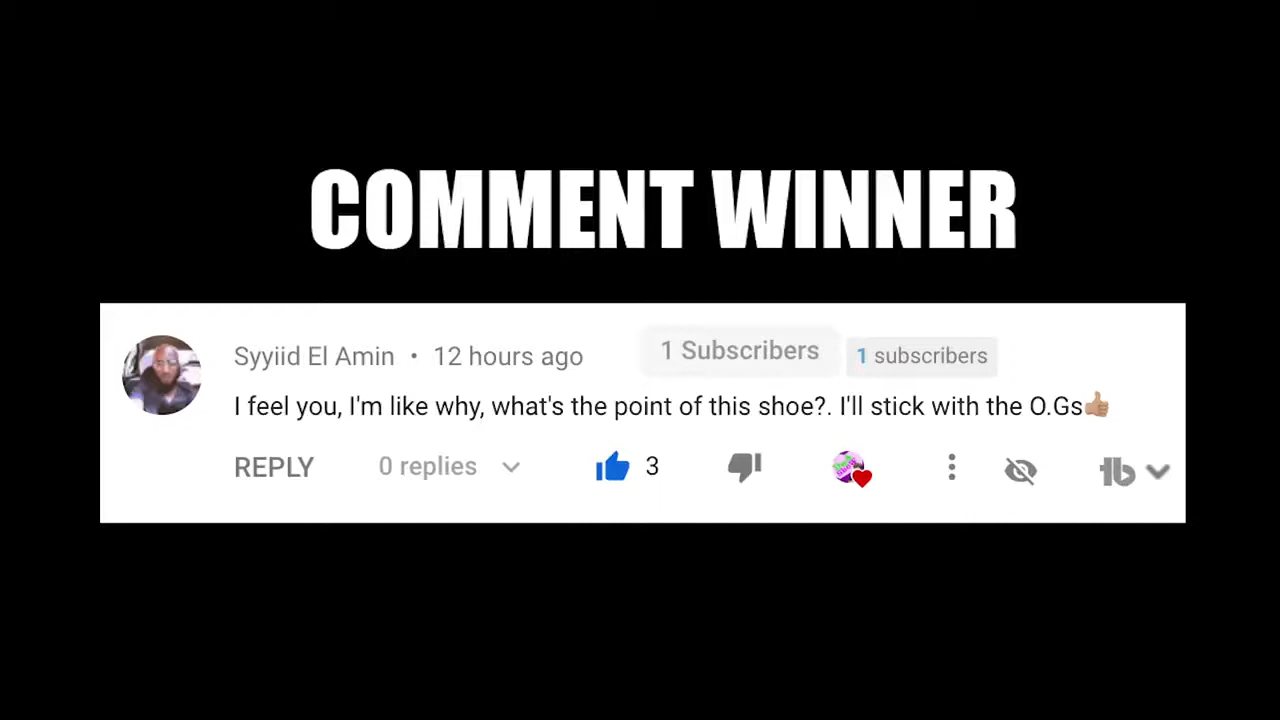 COMMENT WINNER
Syyiid El Amin • 12 hours ago 1 Subscribers 1 subscribers
I feel you, I'm like why, what's the point of this shoe?. I'll stick with the O.Gs👍🏽
REPLY 0 replies 3